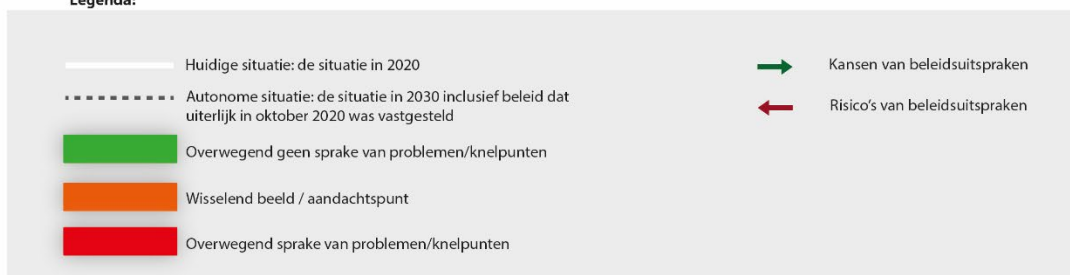 Legenda:
Huidige situatie: de situatie in 2020
Autonome situatie: de situatie in 2030 inclusief beleid dat
uiterlijk in oktober 2020 was vastgesteld
Overwegend geen sprake van problemen/knelpunten
Wisselend beeld / aandachtspunt
Overwegend sprake van problemen/knelpunten
Kansen van beleidsuitspraken
Risico's van beleidsuitspraken